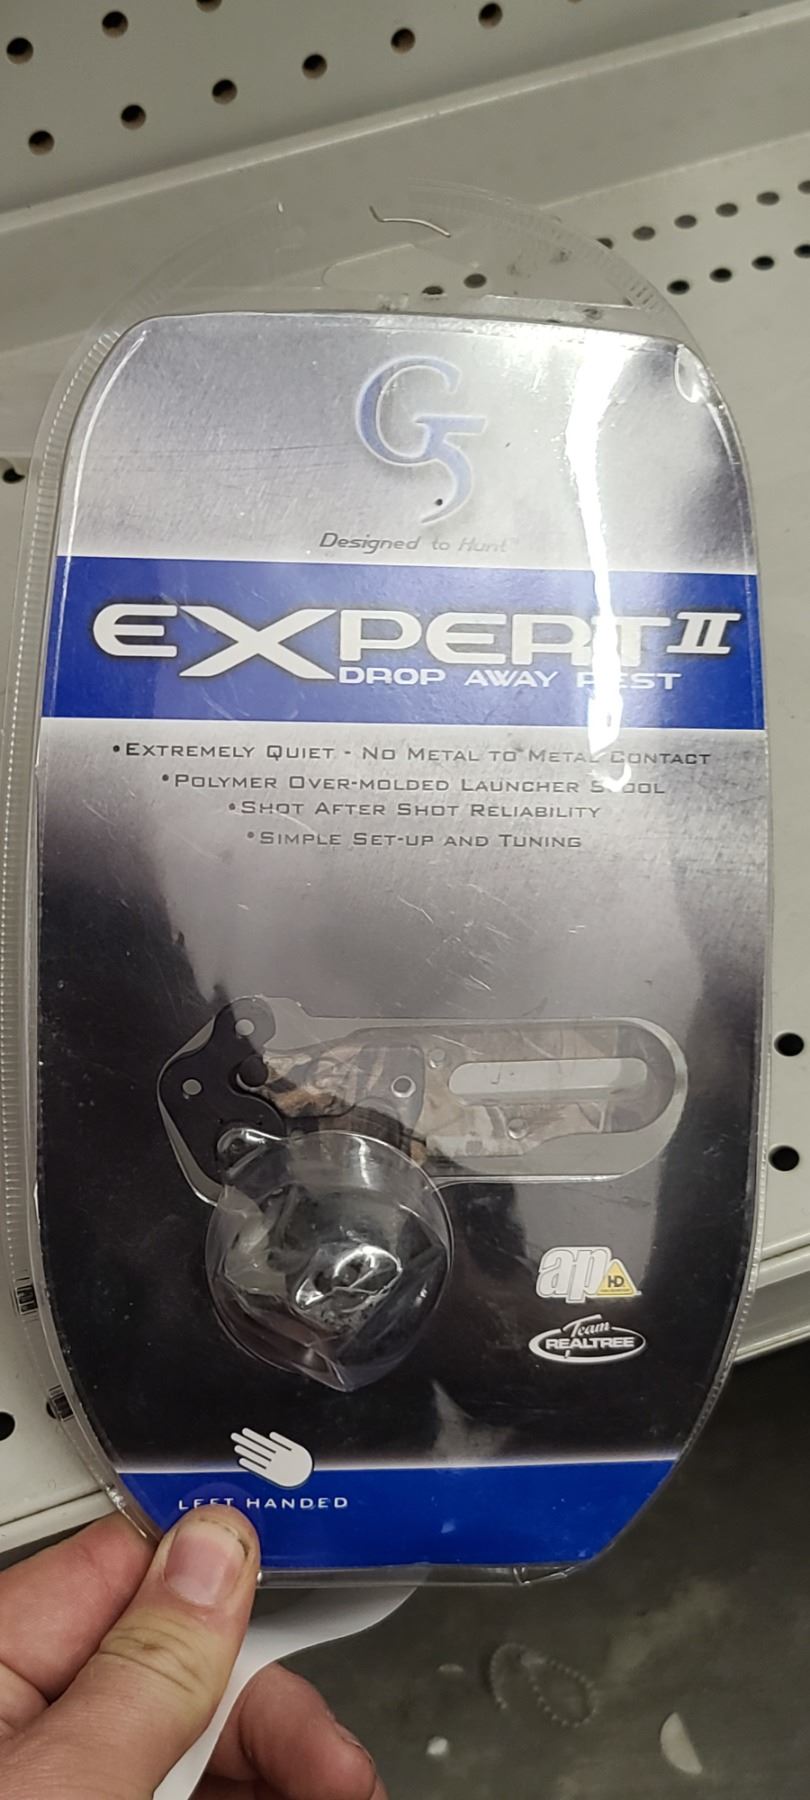 G5
Designed to Hunt™
EXPERT II
DROP AWAY REST
•EXTREMELY QUIET - NO METAL TO METAL CONTACT
•POLYMER OVER-MOLDED LAUNCHER SPOOL
•SHOT AFTER SHOT RELIABILITY
•SIMPLE SET-UP AND TUNING
ap HD
Team
REALTREE
LEFT HANDED